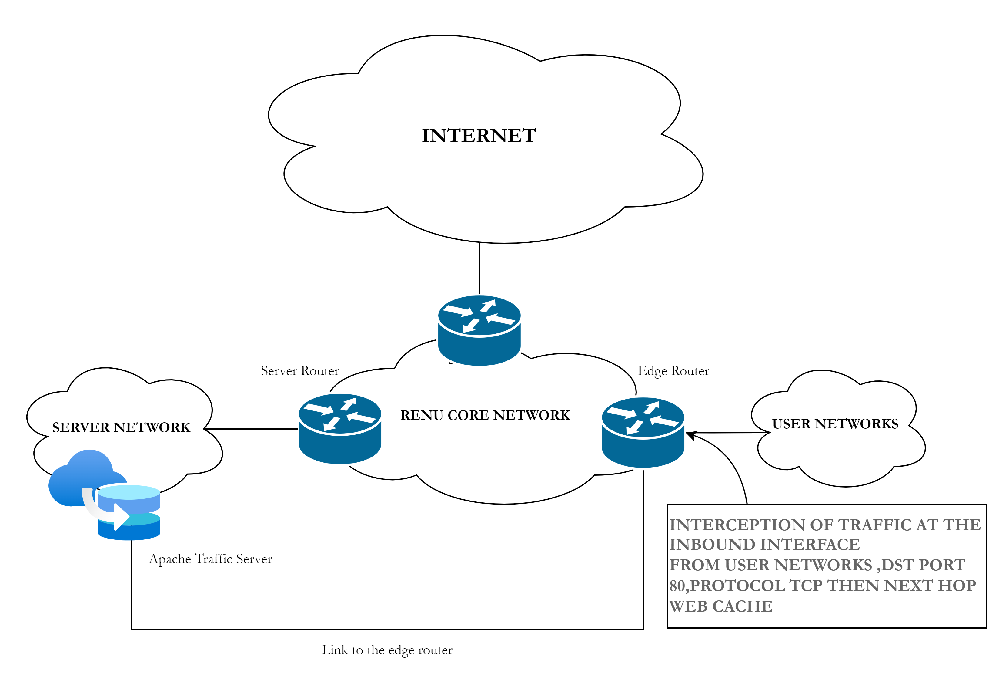 INTERNET
Server Router
Edge Router
RENU CORE NETWORK
SERVER NETWORK
USER NETWORKS
INTERCEPTION OF TRAFFIC AT THE
INBOUND INTERFACE
FROM USER NETWORKS ,DST PORT
80,PROTOCOL TCP THEN NEXT HOP
WEB CACHE
Apache Traffic Server
Link to the edge router